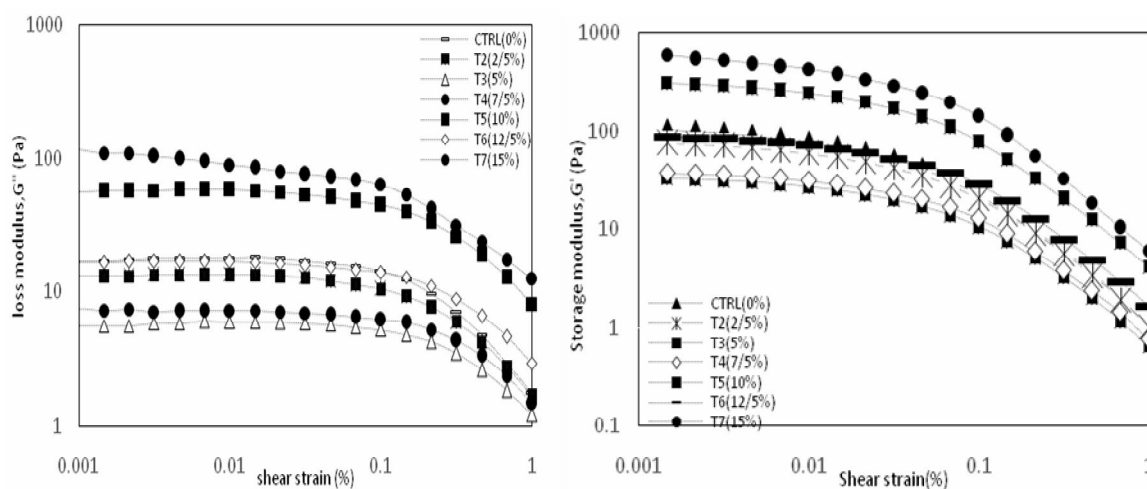 1000
100
10
1
loss modulus,G'' (Pa)
CTRL(0%)
T2(2/5%)
T3(5%)
T4(7/5%)
T5(10%)
T6(12/5%)
T7(15%)
0.001
0.01
0.1
1
shear strain(%)
1000
100
10
1
0.1
Storage modulus,G' (Pa)
CTRL(0%)
T2(2/5%)
T3(5%)
T4(7/5%)
T5(10%)
T6(12/5%)
T7(15%)
0.001
0.01
0.1
1
Shear strain(%)